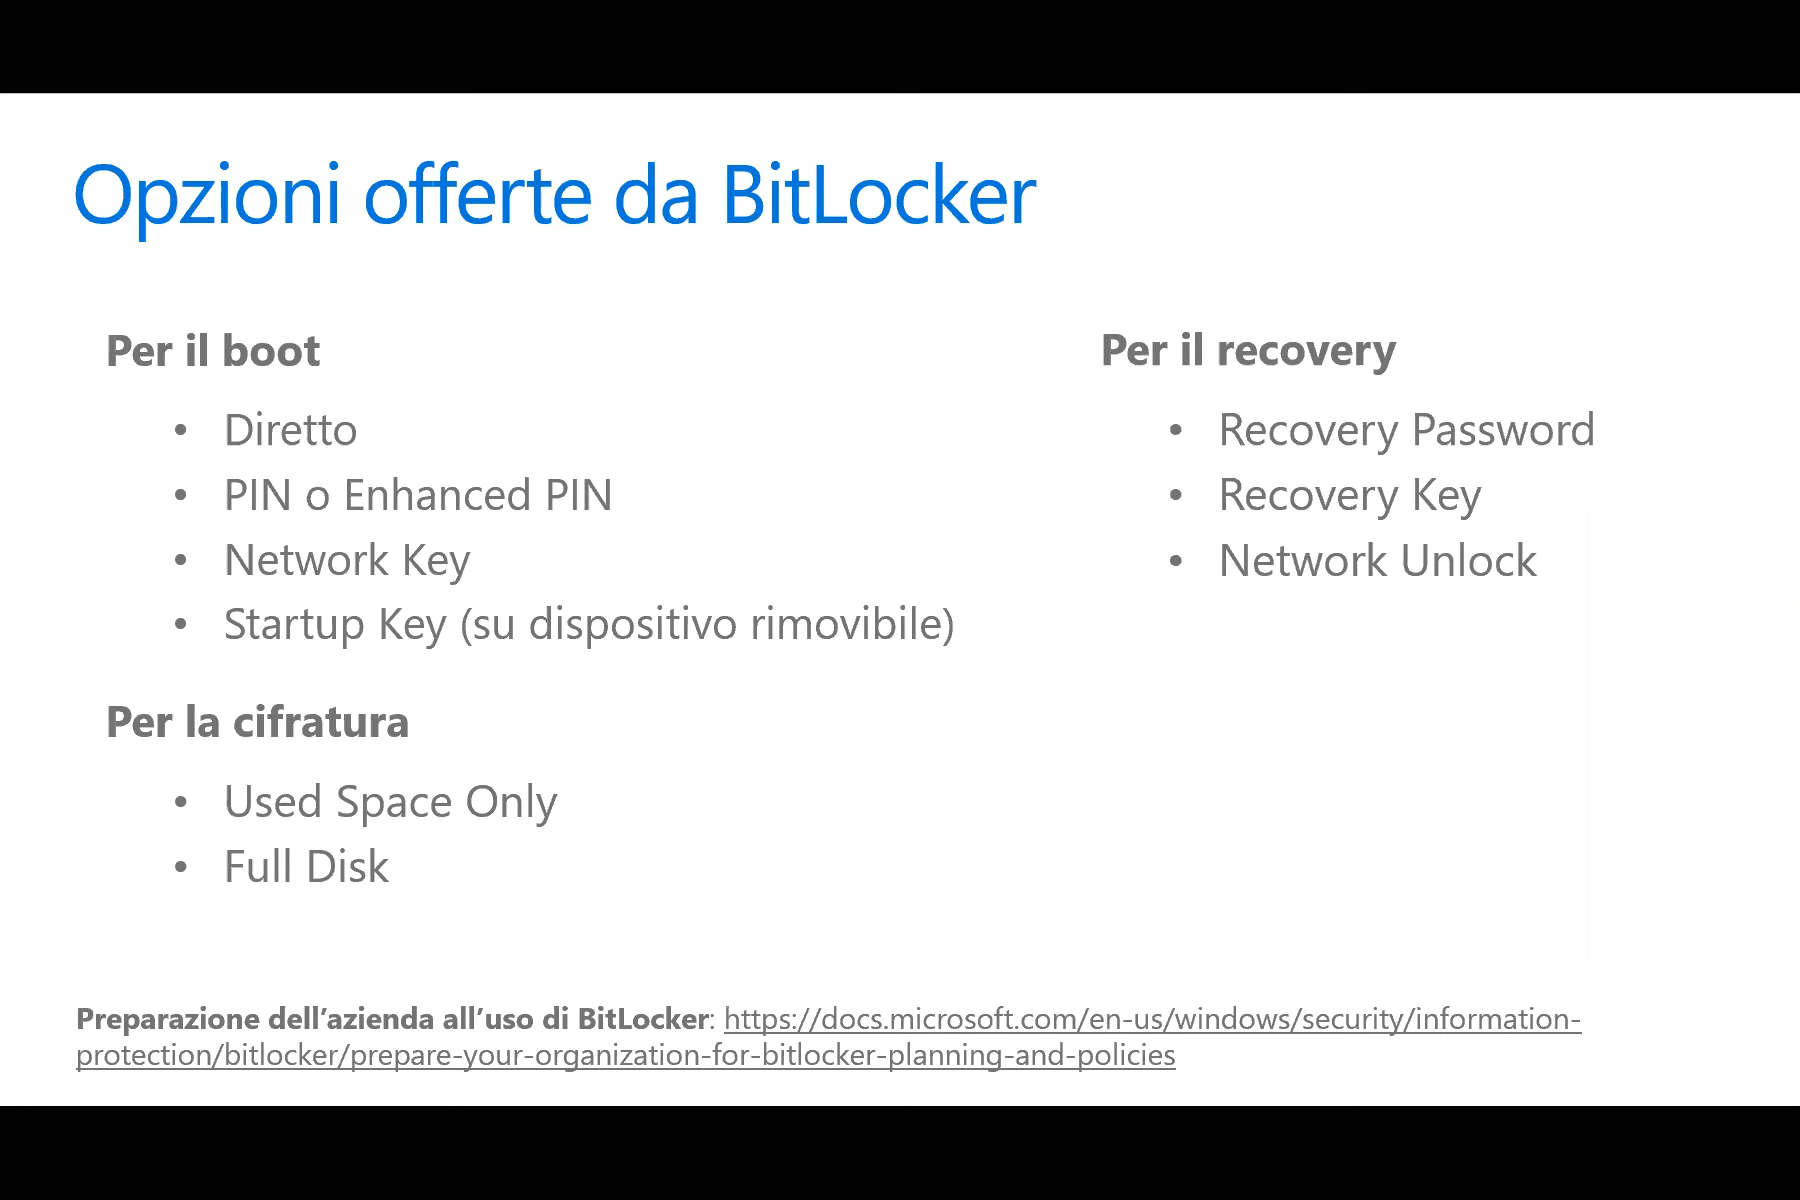 Opzioni offerte da BitLocker
Per il boot
• Diretto
• PIN o Enhanced PIN
• Network Key
• Startup Key (su dispositivo rimovibile)
Per la cifratura
• Used Space Only
• Full Disk
Per il recovery
• Recovery Password
• Recovery Key
• Network Unlock
Preparazione dell’azienda all’uso di BitLocker: https://docs.microsoft.com/en-us/windows/security/information-
protection/bitlocker/prepare-your-organization-for-bitlocker-planning-and-policies